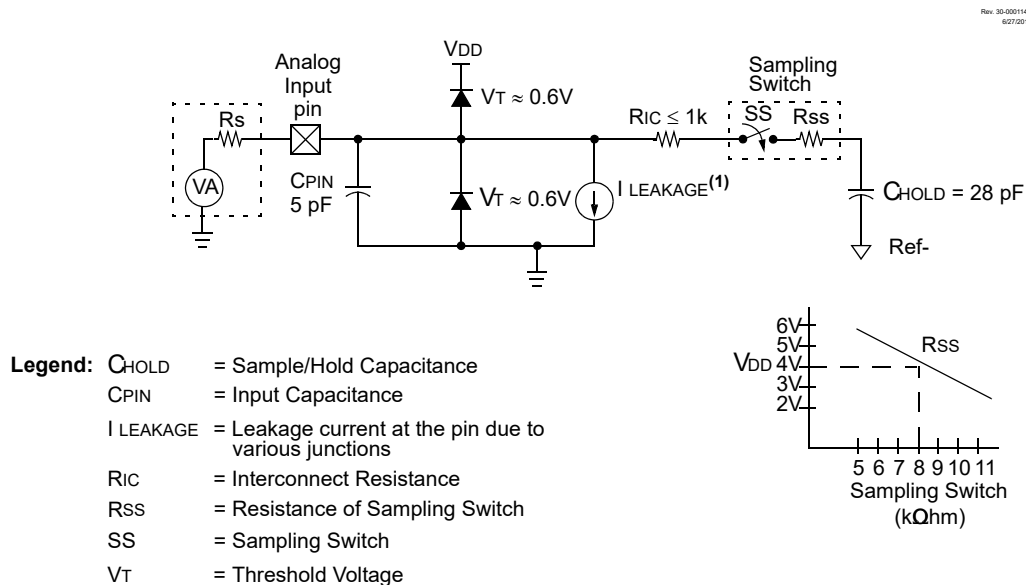 Rev. 30-000114
6/27/201
VDD
Analog
Input
pin
Sampling
Switch
VT ≈ 0.6V
RS
RIC ≤ 1k
SS
RSS
VA
CPIN
5 pF
VT ≈ 0.6V
I LEAKAGE(1)
CHOLD = 28 pF
Ref-
Legend: CHOLD = Sample/Hold Capacitance
CPIN = Input Capacitance
I LEAKAGE = Leakage current at the pin due to
various junctions
RIC = Interconnect Resistance
RSS = Resistance of Sampling Switch
SS = Sampling Switch
VT = Threshold Voltage
6V
5V
VDD 4V
3V
2V
RSS
5 6 7 8 9 10 11
Sampling Switch
(kΩhm)